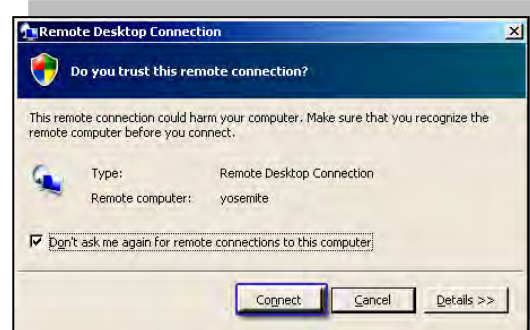 Remote Desktop Connection
Do you trust this remote connection?
This remote connection could harm your computer. Make sure that you recognize the
remote computer before you connect.
Type: Remote Desktop Connection
Remote computer: yosemite
Don't ask me again for remote connections to this computer
Connect Cancel Details >>